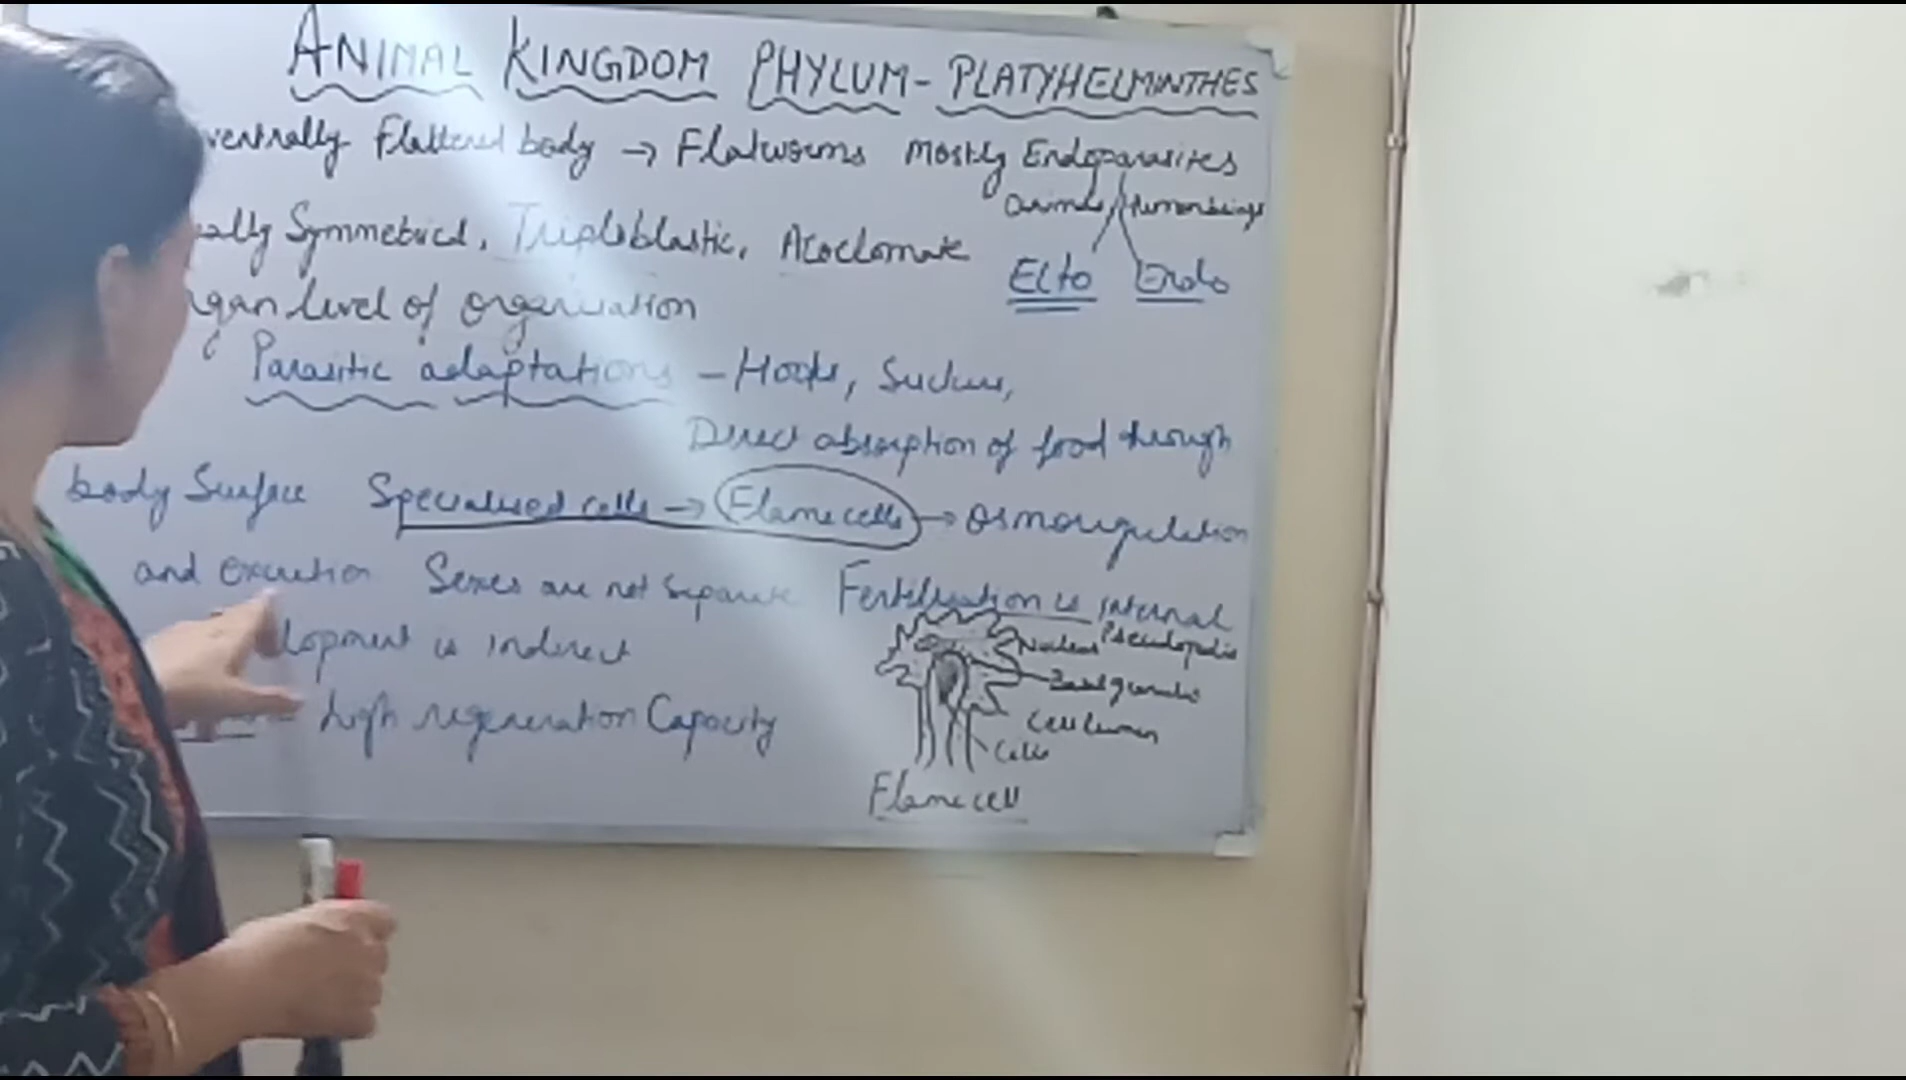 ANIMAL KINGDOM PHYLUM - PLATYHELMINTHES
ventrally Flattened body → Flatworms mostly Endoparasites
animals Human beings
ally Symmetrical, Triploblastic, Acoelomate
Ecto Endo
gan level of organisation
Parasitic adaptations - Hooks, Suckers,
Direct absorption of food through
body Surface Specialised cells → Flame cells → osmoregulation
and excretion Sexes are not separate Fertilisation is internal
lopment is indirect
Nucleus Pseudopodia
Basal granules
high regeneration Capacity
Cell lumen
Flame cell